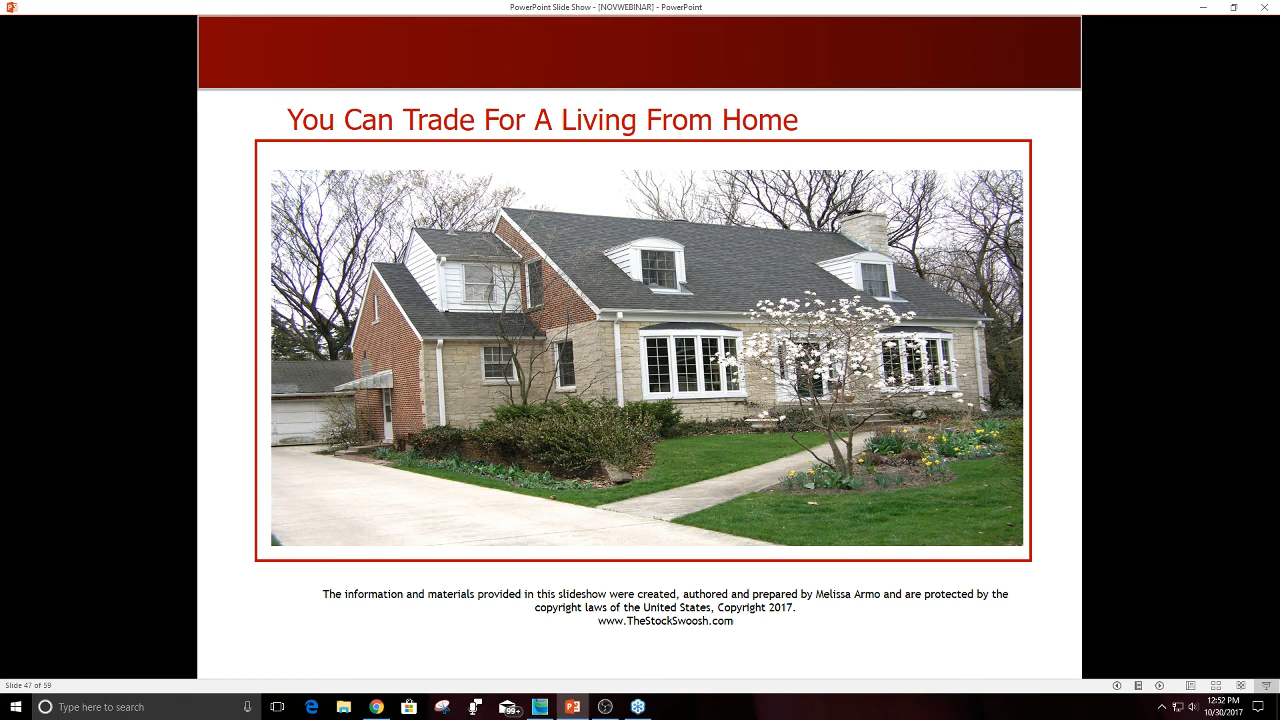 PowerPoint Slide Show - [NOVWEBINAR] - PowerPoint
You Can Trade For A Living From Home
The information and materials provided in this slideshow were created, authored and prepared by Melissa Armo and are protected by the
copyright laws of the United States, Copyright 2017.
www.TheStockSwoosh.com
Slide 47 of 59
Type here to search
99+
12:52 PM
10/30/2017